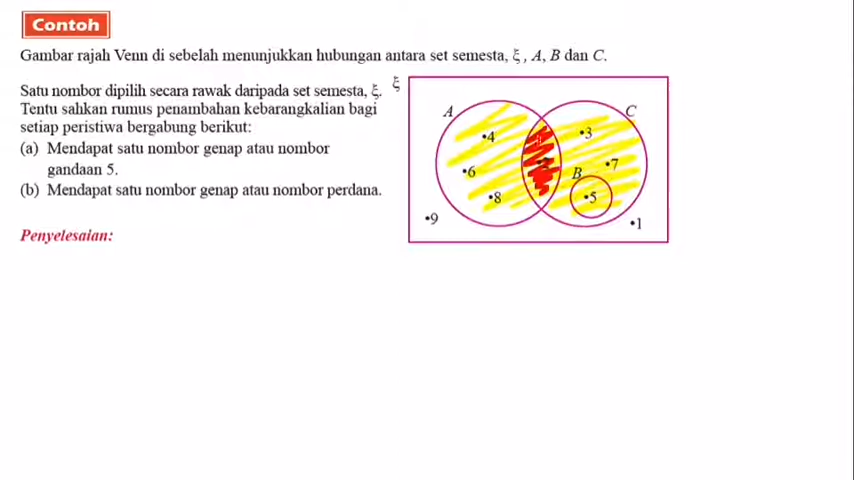 Contoh
Gambar rajah Venn di sebelah menunjukkan hubungan antara set semesta, ξ , A, B dan C.
Satu nombor dipilih secara rawak daripada set semesta, ξ.
Tentu sahkan rumus penambahan kebarangkalian bagi
setiap peristiwa bergabung berikut:
(a) Mendapat satu nombor genap atau nombor
gandaan 5.
(b) Mendapat satu nombor genap atau nombor perdana.
Penyelesaian:
ξ
A
C
•4
•3
•6
•7
B
•8
•5
•9
•1